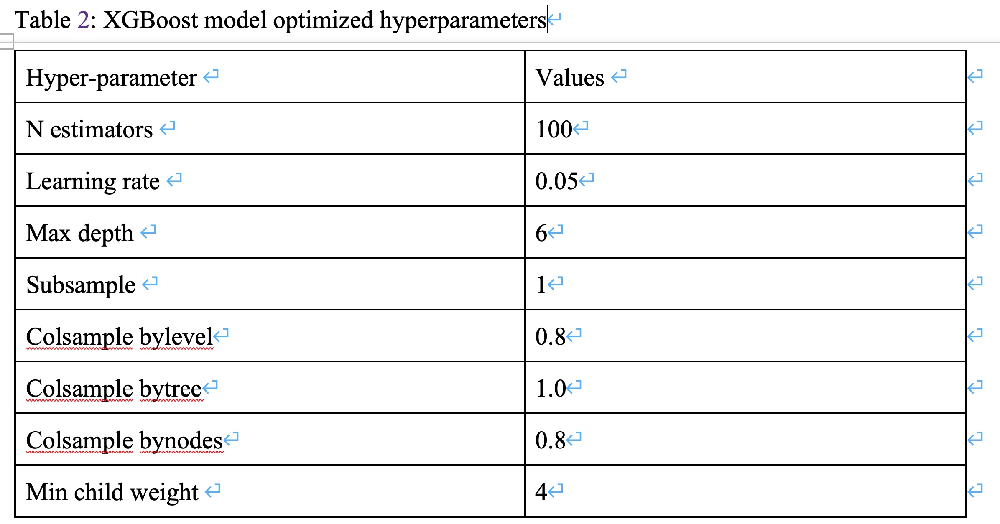 Table 2: XGBoost model optimized hyperparameters
Hyper-parameter Values
N estimators 100
Learning rate 0.05
Max depth 6
Subsample 1
Colsample bylevel 0.8
Colsample bytree 1.0
Colsample bynodes 0.8
Min child weight 4